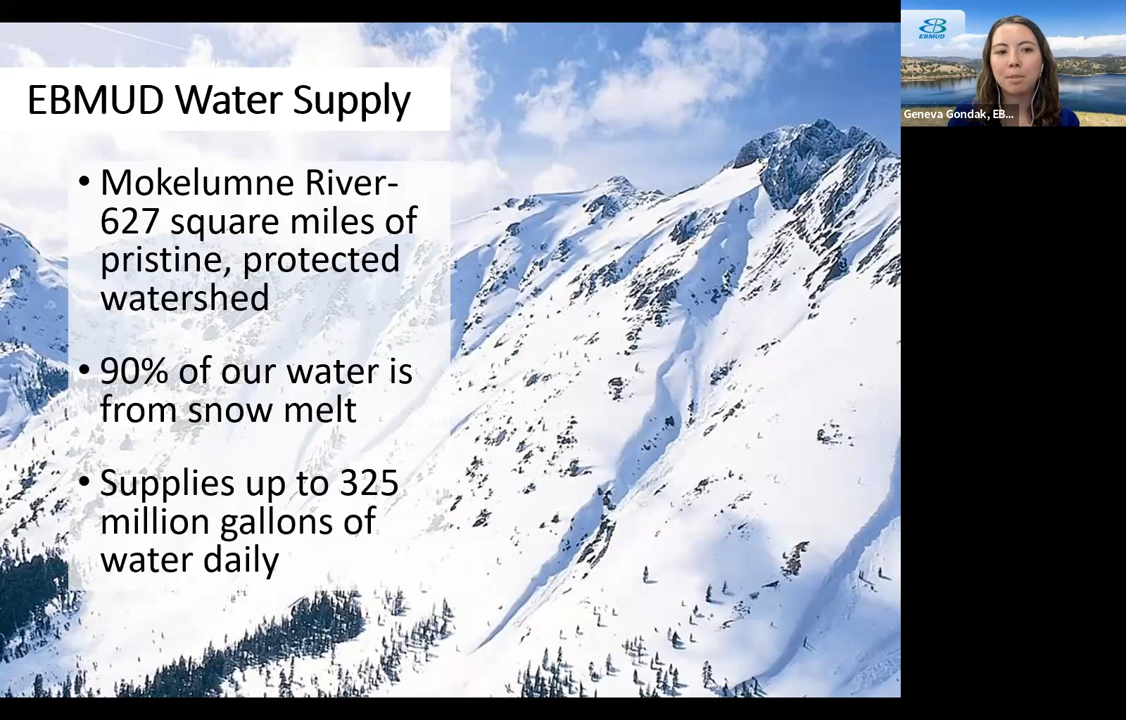 EBMUD Water Supply
• Mokelumne River-
627 square miles of
pristine, protected
watershed
• 90% of our water is
from snow melt
• Supplies up to 325
million gallons of
water daily
EBMUD
Geneva Gondak, EB...